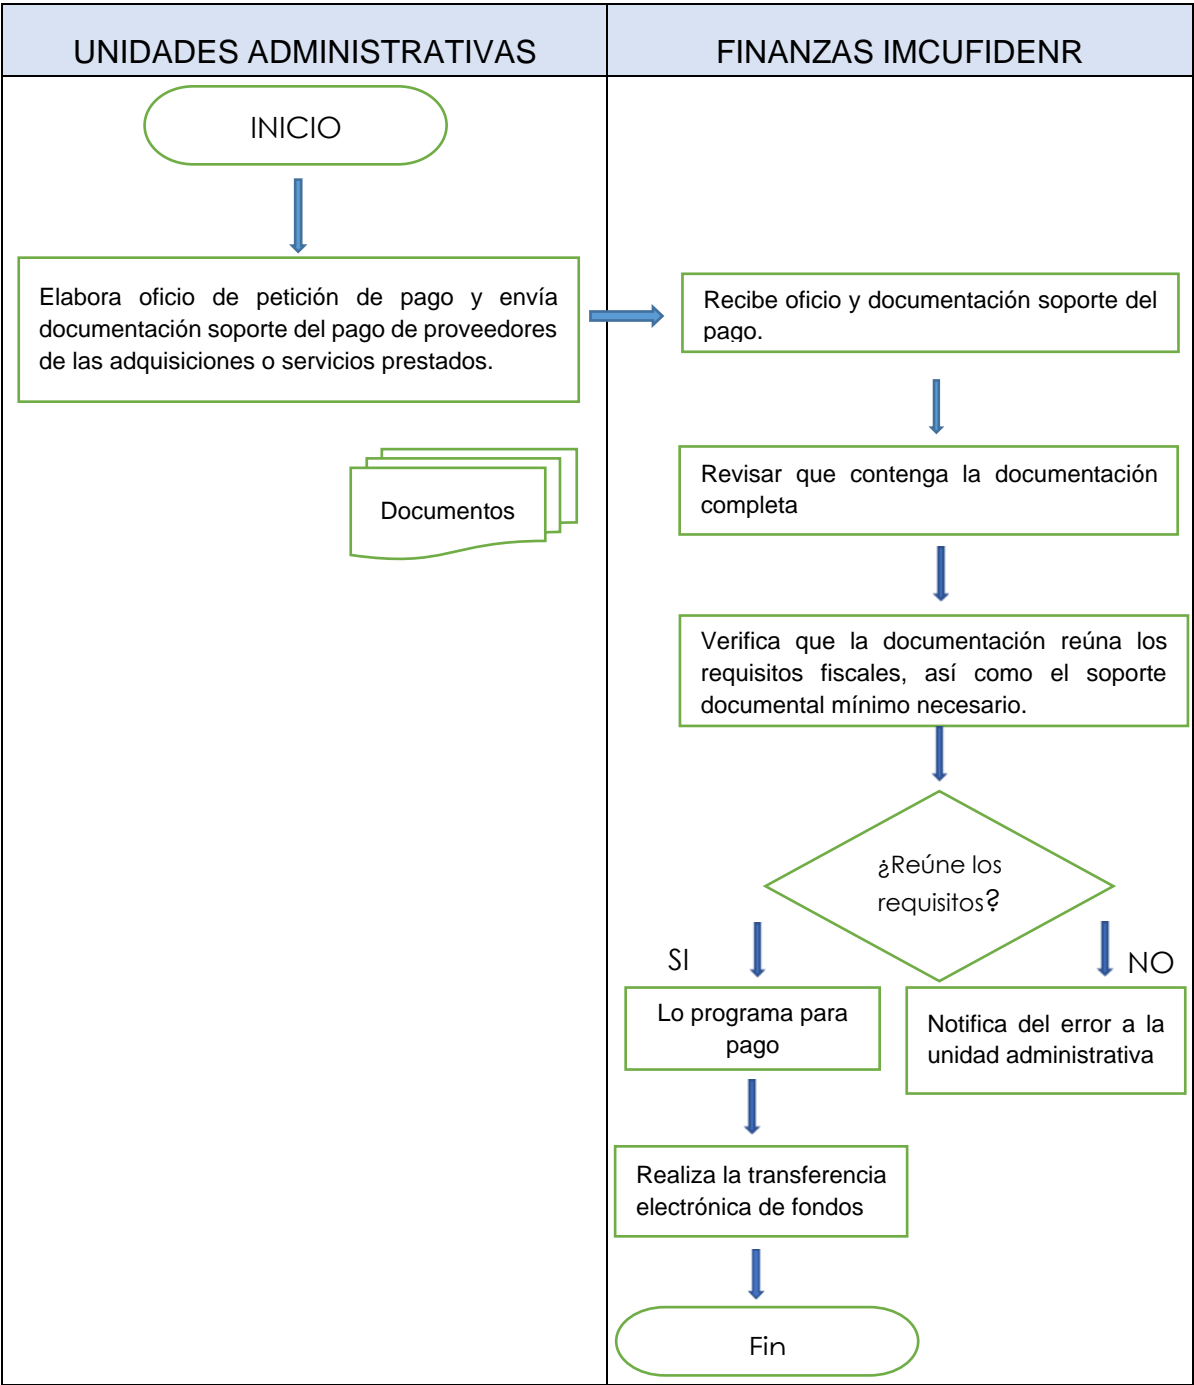 UNIDADES ADMINISTRATIVAS
FINANZAS IMCUFIDENR
INICIO
Elabora oficio de petición de pago y envía
documentación soporte del pago de proveedores
de las adquisiciones o servicios prestados.
Recibe oficio y documentación soporte del
pago.
Documentos
Revisar que contenga la documentación
completa
Verifica que la documentación reúna los
requisitos fiscales, así como el soporte
documental mínimo necesario.
¿Reúne los
requisitos?
SI
NO
Lo programa para
pago
Notifica del error a la
unidad administrativa
Realiza la transferencia
electrónica de fondos
Fin